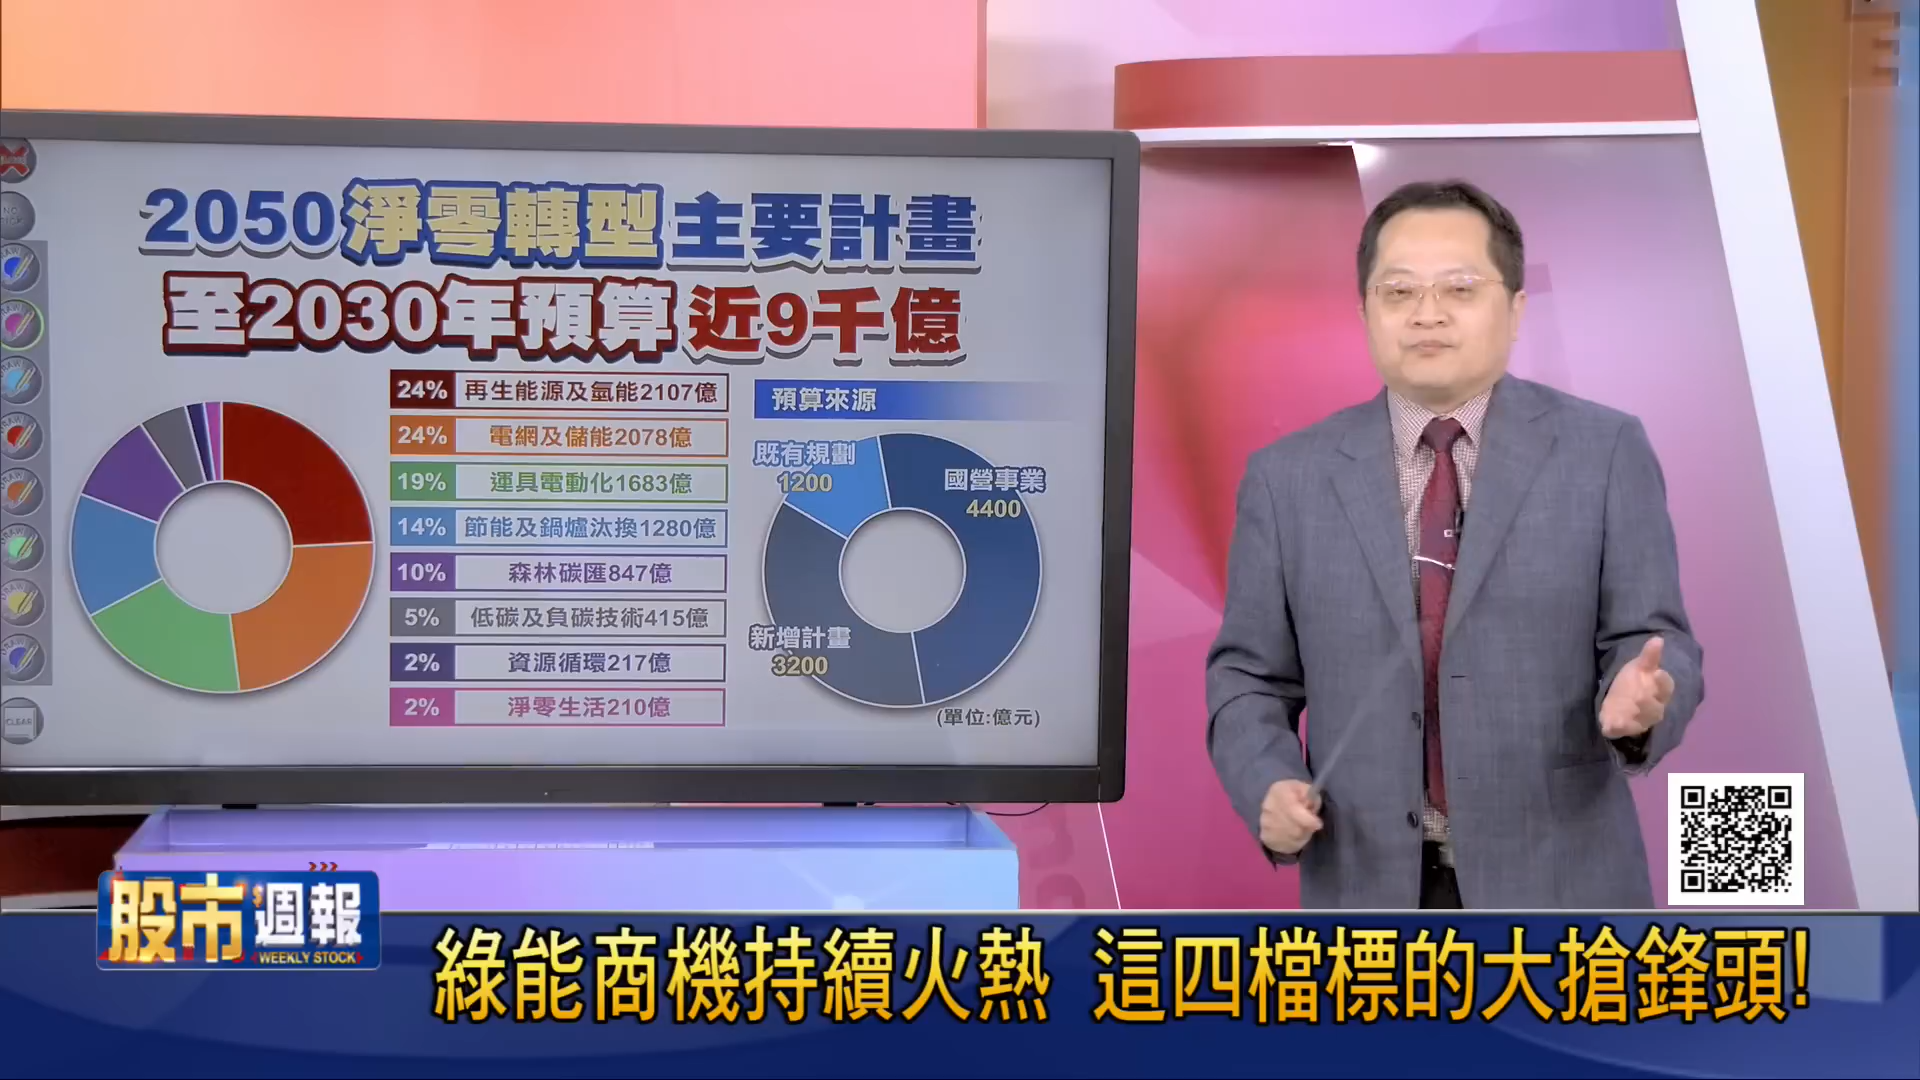 2050淨零轉型主要計畫
至2030年預算近9千億
24% 再生能源及氫能2107億
24% 電網及儲能2078億
19% 運具電動化1683億
14% 節能及鍋爐汰換1280億
10% 森林碳匯847億
5% 低碳及負碳技術415億
2% 資源循環217億
2% 淨零生活210億
預算來源
既有規劃
1200
國營事業
4400
新增計畫
3200
(單位:億元)
CLEAR
股市週報
WEEKLY STOCK
綠能商機持續火熱 這四檔標的大搶鋒頭!